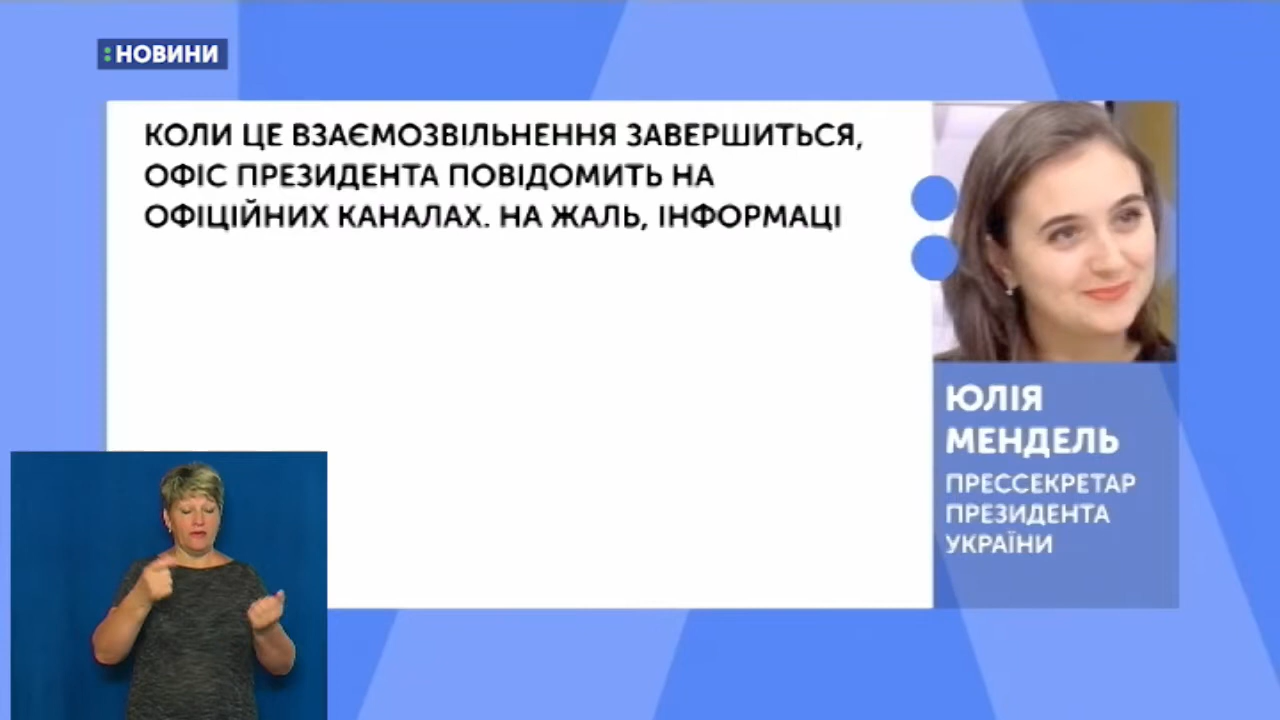 :НОВИНИ
КОЛИ ЦЕ ВЗАЄМОЗВІЛЬНЕННЯ ЗАВЕРШИТЬСЯ,
ОФІС ПРЕЗИДЕНТА ПОВІДОМИТЬ НА
ОФІЦІЙНИХ КАНАЛАХ. НА ЖАЛЬ, ІНФОРМАЦІ
ЮЛІЯ
МЕНДЕЛЬ
ПРЕССЕКРЕТАР
ПРЕЗИДЕНТА
УКРАЇНИ